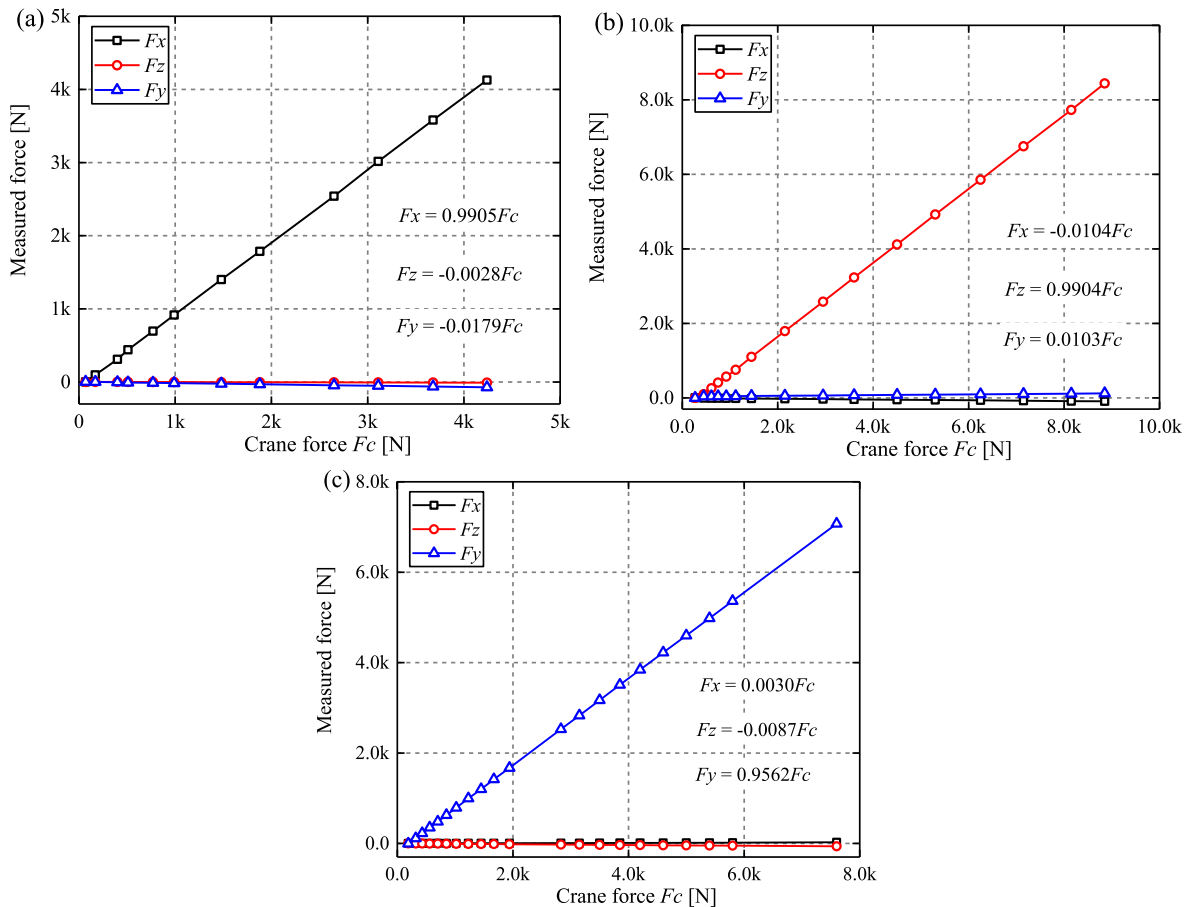 (a)
5k
4k
3k
2k
1k
0
Measured force [N]
Fx
Fz
Fy
Fx = 0.9905Fc
Fz = -0.0028Fc
Fy = -0.0179Fc
0 1k 2k 3k 4k 5k
Crane force Fc [N]
(b)
10.0k
8.0k
6.0k
4.0k
2.0k
0.0
Measured force [N]
Fx
Fz
Fy
Fx = -0.0104Fc
Fz = 0.9904Fc
Fy = 0.0103Fc
0.0 2.0k 4.0k 6.0k 8.0k 10.0k
Crane force Fc [N]
(c)
8.0k
6.0k
4.0k
2.0k
0.0
Measured force [N]
Fx
Fz
Fy
Fx = 0.0030Fc
Fz = -0.0087Fc
Fy = 0.9562Fc
0.0 2.0k 4.0k 6.0k 8.0k
Crane force Fc [N]